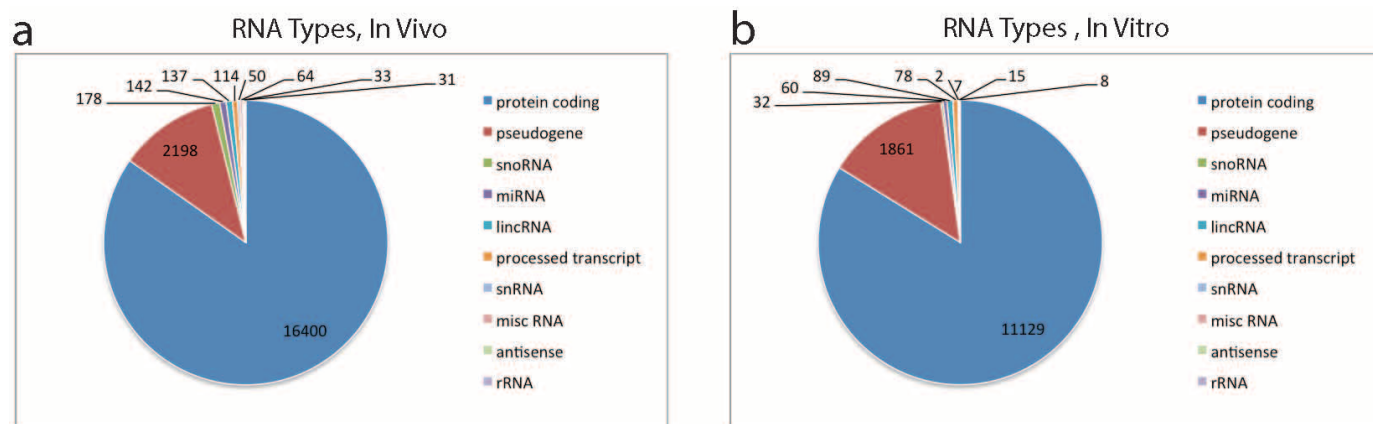 a
RNA Types, In Vivo
137 114 50 64 33 31
142
178
2198
16400
protein coding
pseudogene
snoRNA
miRNA
lincRNA
processed transcript
snRNA
misc RNA
antisense
rRNA
b
RNA Types , In Vitro
89 78 2 7 15 8
60
32
1861
11129
protein coding
pseudogene
snoRNA
miRNA
lincRNA
processed transcript
snRNA
misc RNA
antisense
rRNA